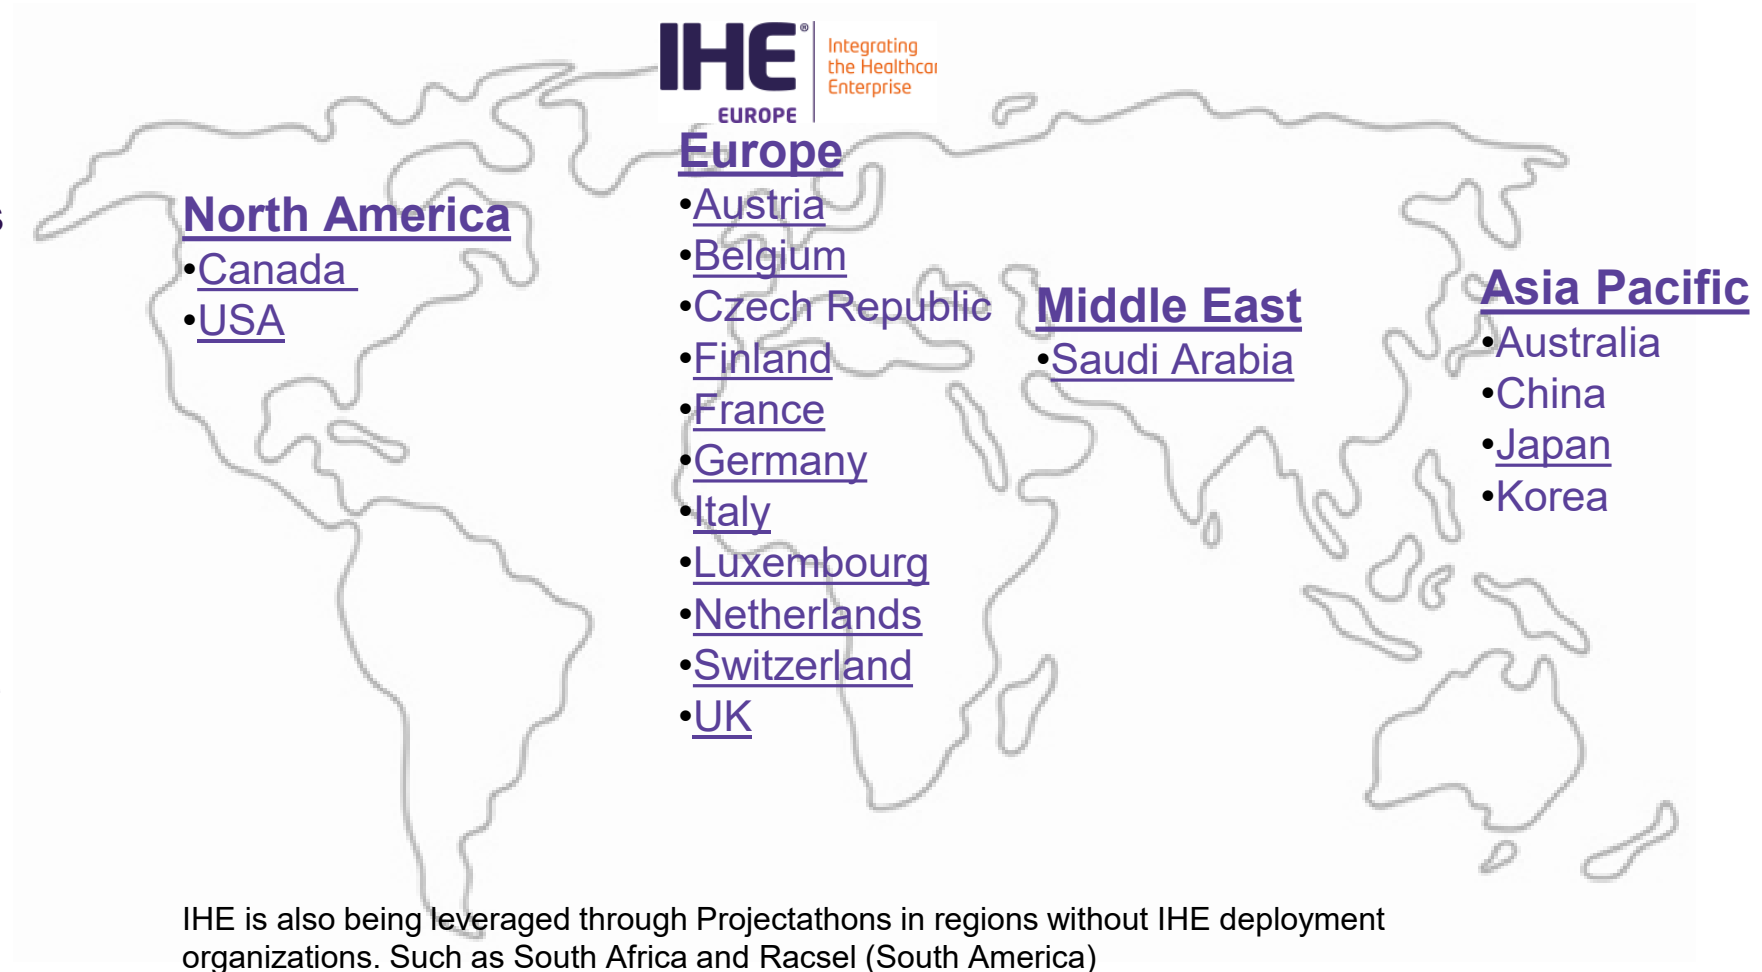 IHE®
Integrating
the Healthcar
Enterprise
EUROPE
s
North America
•Canada
•USA
Europe
•Austria
•Belgium
•Czech Republic
•Finland
•France
•Germany
•Italy
•Luxembourg
•Netherlands
•Switzerland
•UK
Middle East
•Saudi Arabia
Asia Pacific
•Australia
•China
•Japan
•Korea
IHE is also being leveraged through Projectathons in regions without IHE deployment
organizations. Such as South Africa and Racsel (South America)